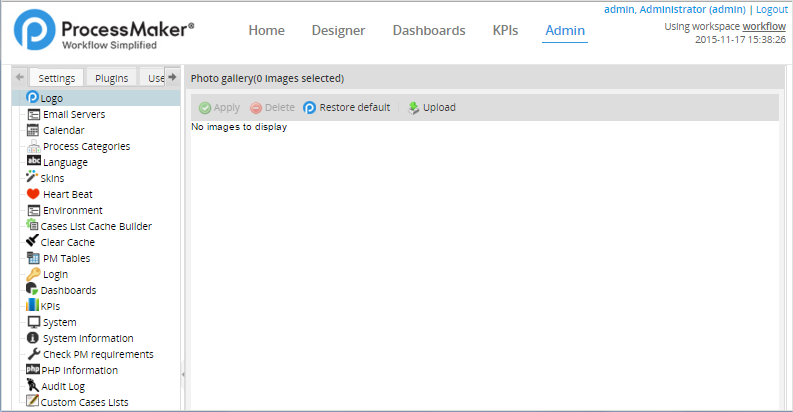 ProcessMaker®
Workflow Simplified
Home Designer Dashboards KPIs Admin
admin, Administrator (admin) | Logout
Using workspace workflow
2015-11-17 15:38:26
Settings Plugins Use
Logo
Email Servers
Calendar
Process Categories
abc Language
Skins
Heart Beat
Environment
Cases List Cache Builder
Clear Cache
PM Tables
Login
Dashboards
KPIs
System
System Information
Check PM requirements
php PHP Information
Audit Log
Custom Cases Lists
Photo gallery(0 images selected)
Apply Delete Restore default Upload
No images to display